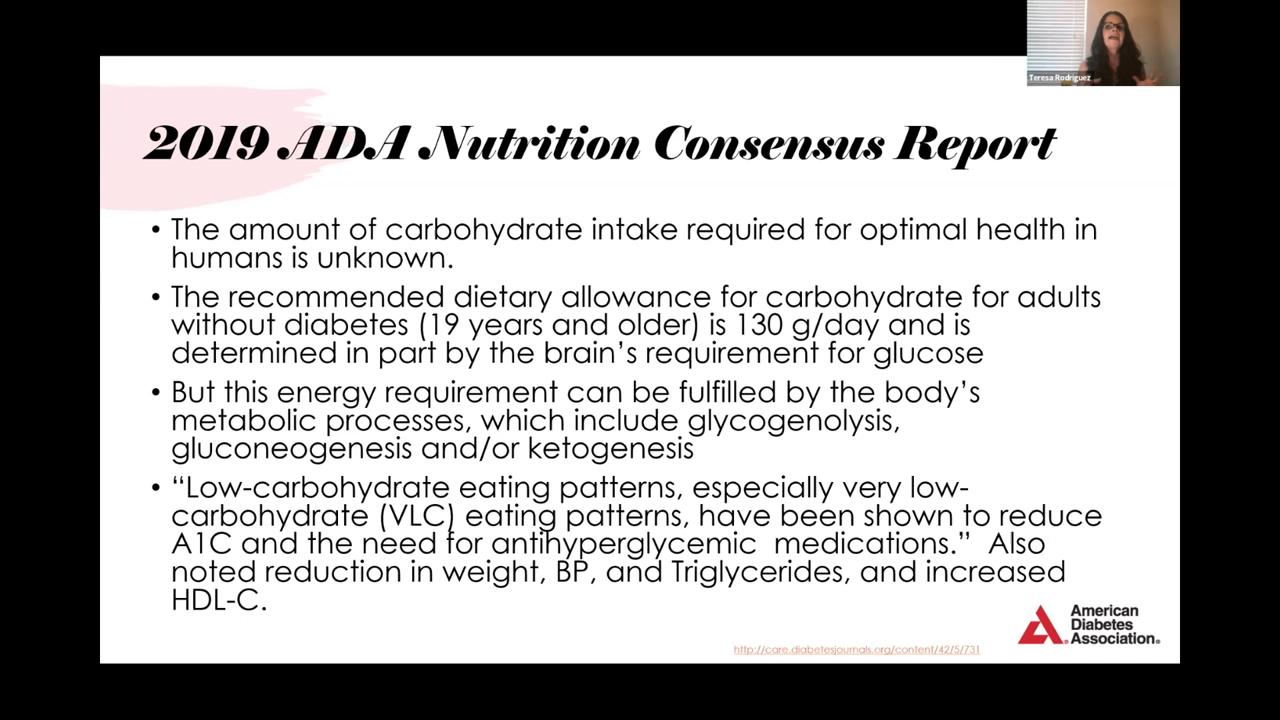 Teresa Rodriguez
2019 ADA Nutrition Consensus Report
• The amount of carbohydrate intake required for optimal health in
humans is unknown.
• The recommended dietary allowance for carbohydrate for adults
without diabetes (19 years and older) is 130 g/day and is
determined in part by the brain’s requirement for glucose
• But this energy requirement can be fulfilled by the body’s
metabolic processes, which include glycogenolysis,
gluconeogenesis and/or ketogenesis
• “Low-carbohydrate eating patterns, especially very low-
carbohydrate (VLC) eating patterns, have been shown to reduce
A1C and the need for antihyperglycemic  medications.”  Also
noted reduction in weight, BP, and Triglycerides, and increased
HDL-C.
American
Diabetes
Association®
http://care.diabetesjournals.org/content/42/5/731